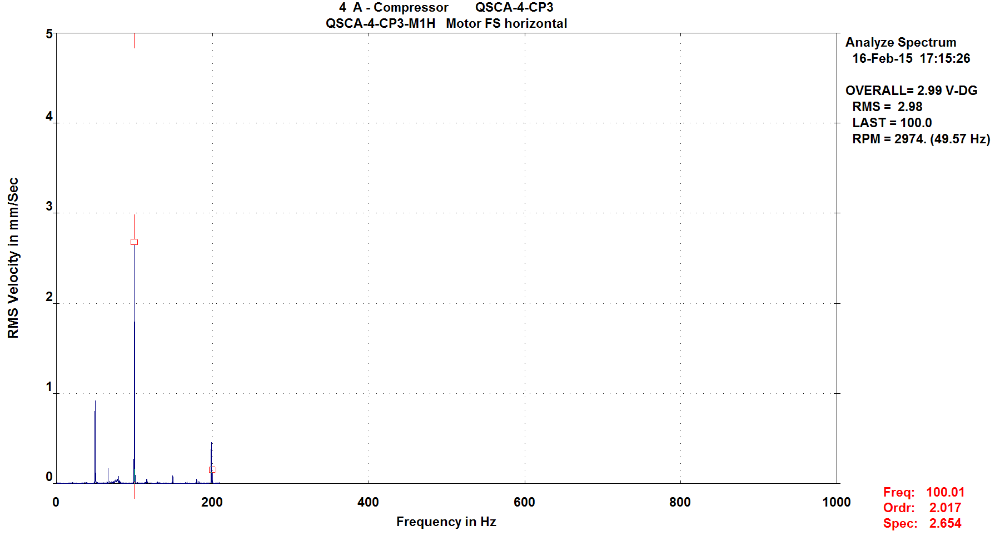 4 A - Compressor QSCA-4-CP3
QSCA-4-CP3-M1H Motor FS horizontal
Analyze Spectrum
16-Feb-15 17:15:26
OVERALL= 2.99 V-DG
RMS = 2.98
LAST = 100.0
RPM = 2974. (49.57 Hz)
RMS Velocity in mm/Sec
5
4
3
2
1
0
0 200 400 600 800 1000
Frequency in Hz
Freq: 100.01
Ordr: 2.017
Spec: 2.654